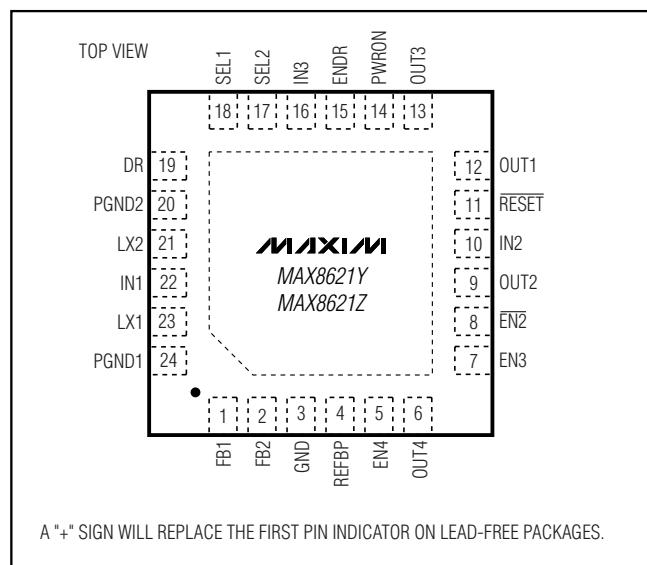 TOP VIEW
SEL1
SEL2
IN3
ENDR
PWRON
OUT3
18 17 16 15 14 13
DR 19
PGND2 20
LX2 21
IN1 22
LX1 23
PGND1 24
12 OUT1
11 RESET
10 IN2
9 OUT2
8 EN2
7 EN3
MAXIM
MAX8621Y
MAX8621Z
1 2 3 4 5 6
FB1
FB2
GND
REFBP
EN4
OUT4
A "+" SIGN WILL REPLACE THE FIRST PIN INDICATOR ON LEAD-FREE PACKAGES.